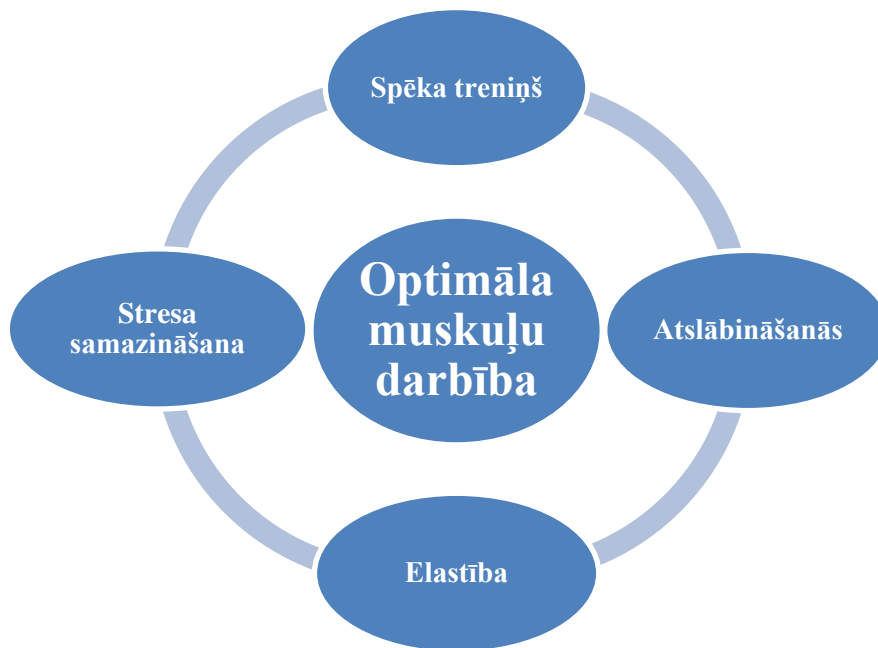 Spēka treniņš
Optimāla
muskuļu
darbība
Stresa
samazināšana
Atslābināšanās
Elastība